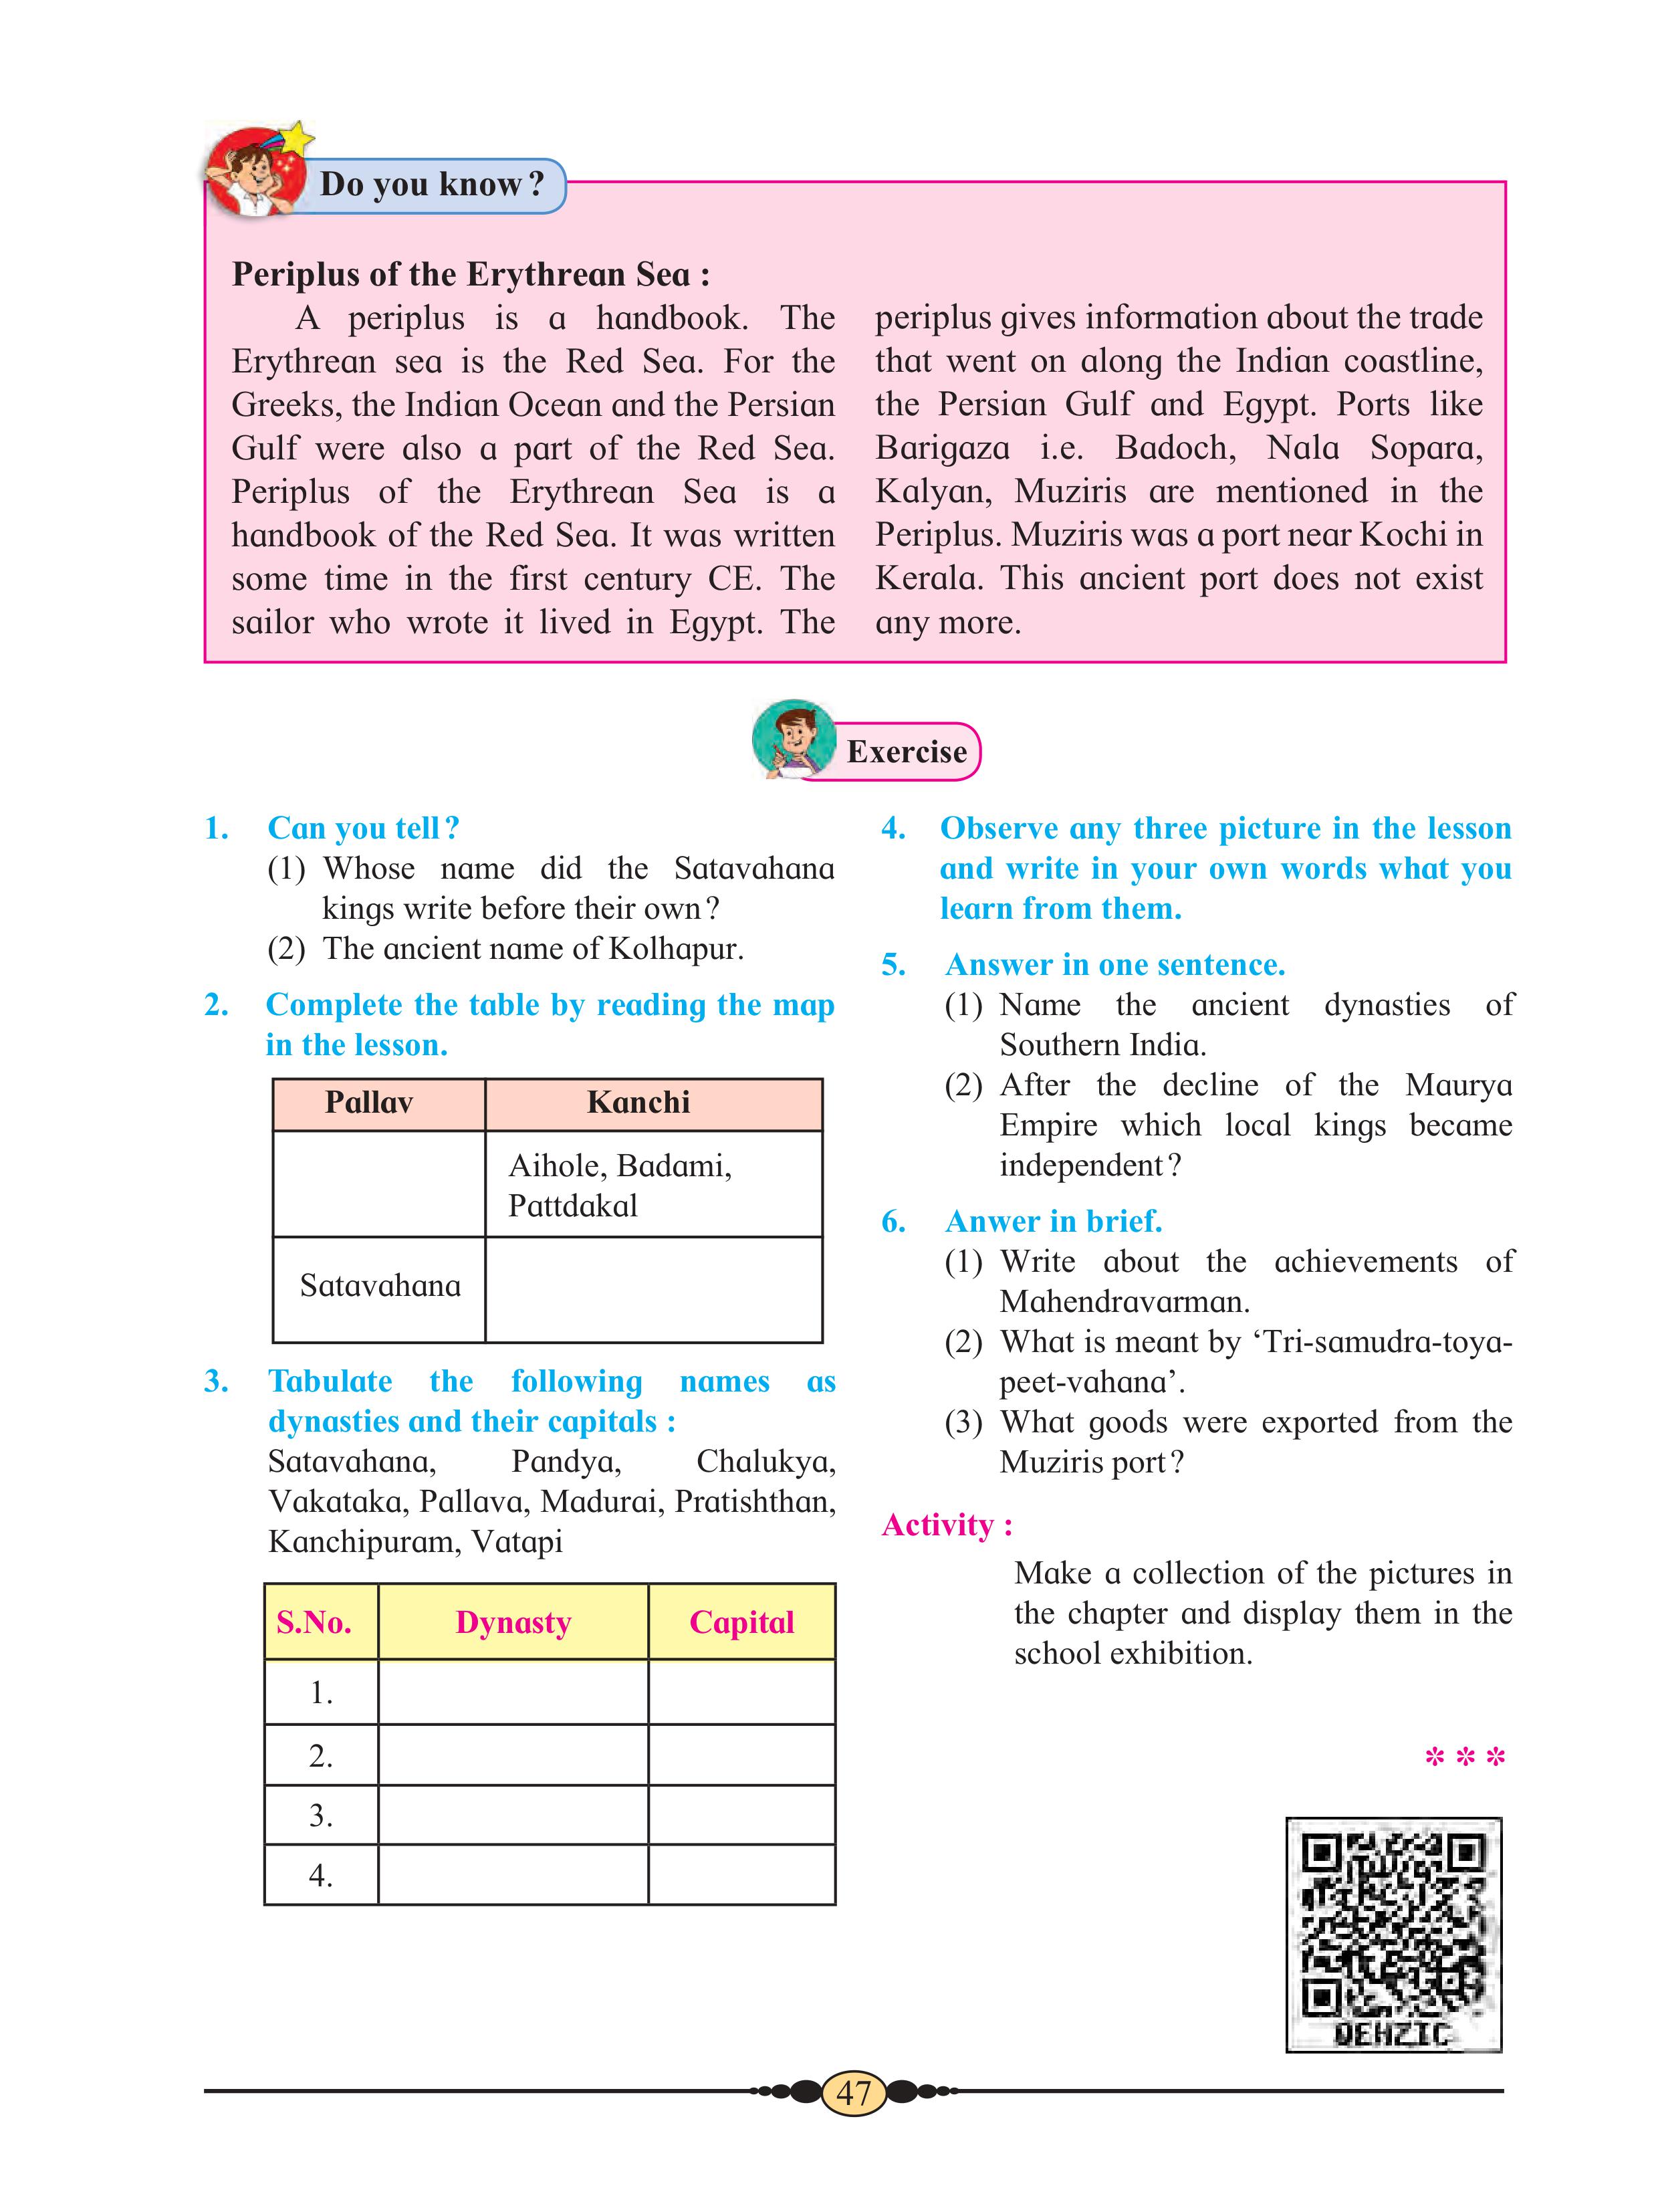 Do you know?
Periplus of the Erythrean Sea :
A periplus is a handbook. The
Erythrean sea is the Red Sea. For the
Greeks, the Indian Ocean and the Persian
Gulf were also a part of the Red Sea.
Periplus of the Erythrean Sea is a
handbook of the Red Sea. It was written
some time in the first century CE. The
sailor who wrote it lived in Egypt. The
periplus gives information about the trade
that went on along the Indian coastline,
the Persian Gulf and Egypt. Ports like
Barigaza i.e. Badoch, Nala Sopara,
Kalyan, Muziris are mentioned in the
Periplus. Muziris was a port near Kochi in
Kerala. This ancient port does not exist
any more.
Exercise
1. Can you tell?
(1) Whose name did the Satavahana
kings write before their own?
(2) The ancient name of Kolhapur.
2. Complete the table by reading the map
in the lesson.
Pallav Kanchi
Aihole, Badami,
Pattdakal
Satavahana
3. Tabulate the following names as
dynasties and their capitals :
Satavahana, Pandya, Chalukya,
Vakataka, Pallava, Madurai, Pratishthan,
Kanchipuram, Vatapi
S.No. Dynasty Capital
1.
2.
3.
4.
4. Observe any three picture in the lesson
and write in your own words what you
learn from them.
5. Answer in one sentence.
(1) Name the ancient dynasties of
Southern India.
(2) After the decline of the Maurya
Empire which local kings became
independent?
6. Anwer in brief.
(1) Write about the achievements of
Mahendravarman.
(2) What is meant by ‘Tri-samudra-toya-
peet-vahana’.
(3) What goods were exported from the
Muziris port?
Activity :
Make a collection of the pictures in
the chapter and display them in the
school exhibition.
* * *
47